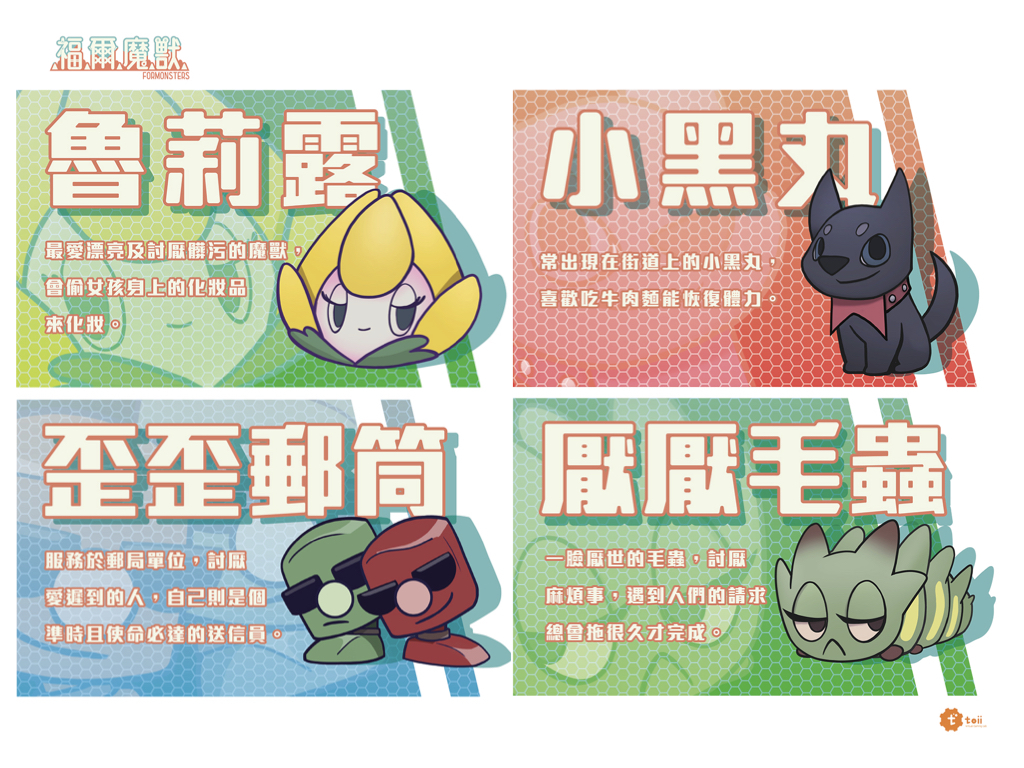 福爾魔獸
FORMONSTERS
魯莉露
最愛漂亮及討厭髒污的魔獸，
會偷女孩身上的化妝品
來化妝。
小黑丸
常出現在街道上的小黑丸，
喜歡吃牛肉麵能恢復體力。
歪歪郵筒
服務於郵局單位，討厭
愛遲到的人，自己則是個
準時且使命必達的送信員。
厭厭毛蟲
一臉厭世的毛蟲，討厭
麻煩事，遇到人們的請求
總會拖很久才完成。
toii